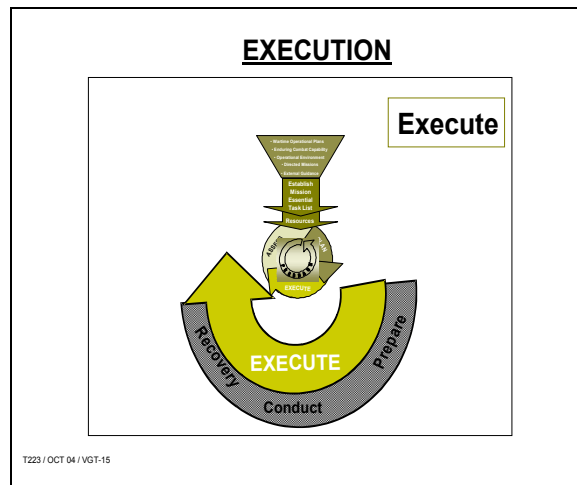 EXECUTION
Execute
• Wartime Operational Plans
• Enduring Combat Capability
• Operational Environment
• Directed Missions
• External Guidance
Establish
Mission
Essential
Task List
Resources
PLAN
EXECUTE
EXECUTE
Recovery
Conduct
Prepare
T223 / OCT 04 / VGT-15